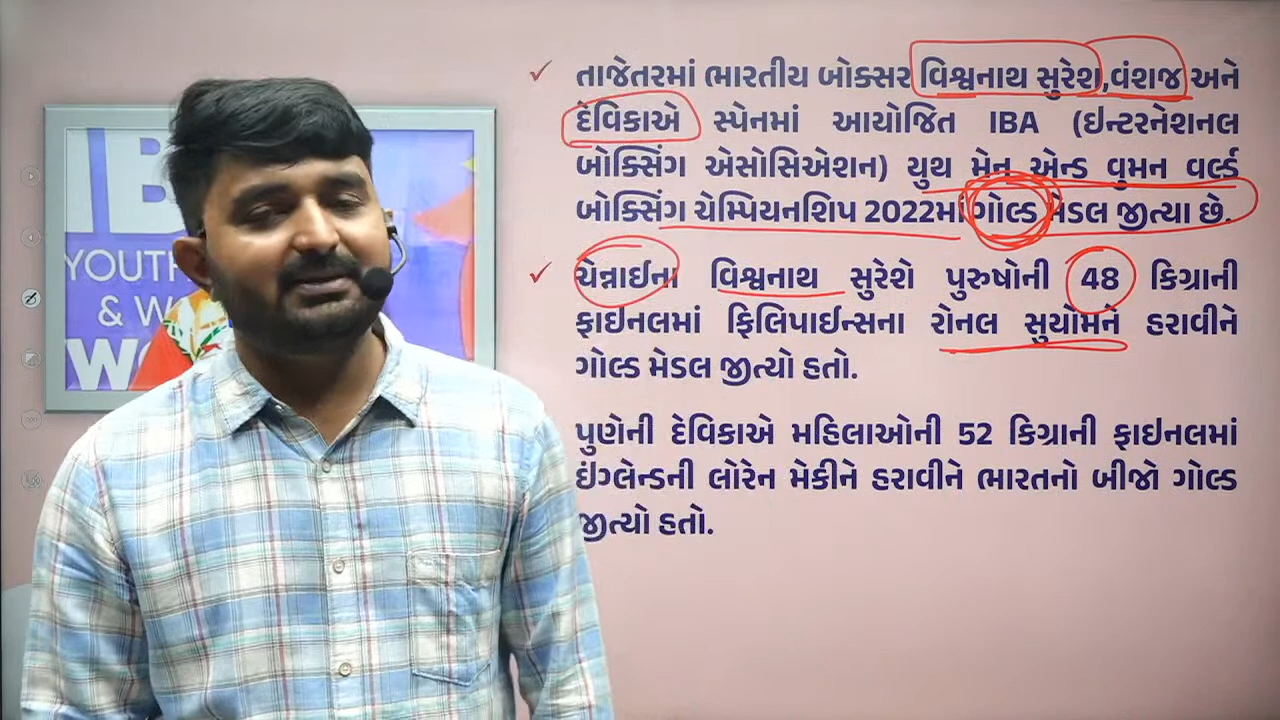 IB
YOUTH
& W
W
તાજેતરમાં ભારતીય બોક્સર વિશ્વનાથ સુરેશ,વંશજ અને
દેવિકાએ સ્પેનમાં આયોજિત IBA (ઇન્ટરનેશનલ
બોક્સિંગ એસોસિએશન) યુથ મેન એન્ડ વુમન વર્લ્ડ
બોક્સિંગ ચેમ્પિયનશિપ 2022માં ગોલ્ડ મેડલ જીત્યા છે.
ચેન્નાઈના વિશ્વનાથ સુરેશે પુરુષોની 48 કિગ્રાની
ફાઇનલમાં ફિલિપાઈન્સના રોનલ સુયોમને હરાવીને
ગોલ્ડ મેડલ જીત્યો હતો.
પુણેની દેવિકાએ મહિલાઓની 52 કિગ્રાની ફાઇનલમાં
ઇંગ્લેન્ડની લોરેન મેકીને હરાવીને ભારતનો બીજો ગોલ્ડ
જીત્યો હતો.